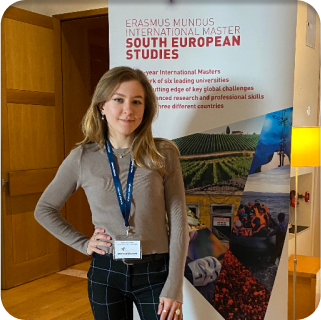 ERASMUS MUNDUS
INTERNATIONAL MASTER
SOUTH EUROPEAN
STUDIES
-year International Masters
rk of six leading universities
utting edge of key global challenges
anced research and professional skills
three different countries